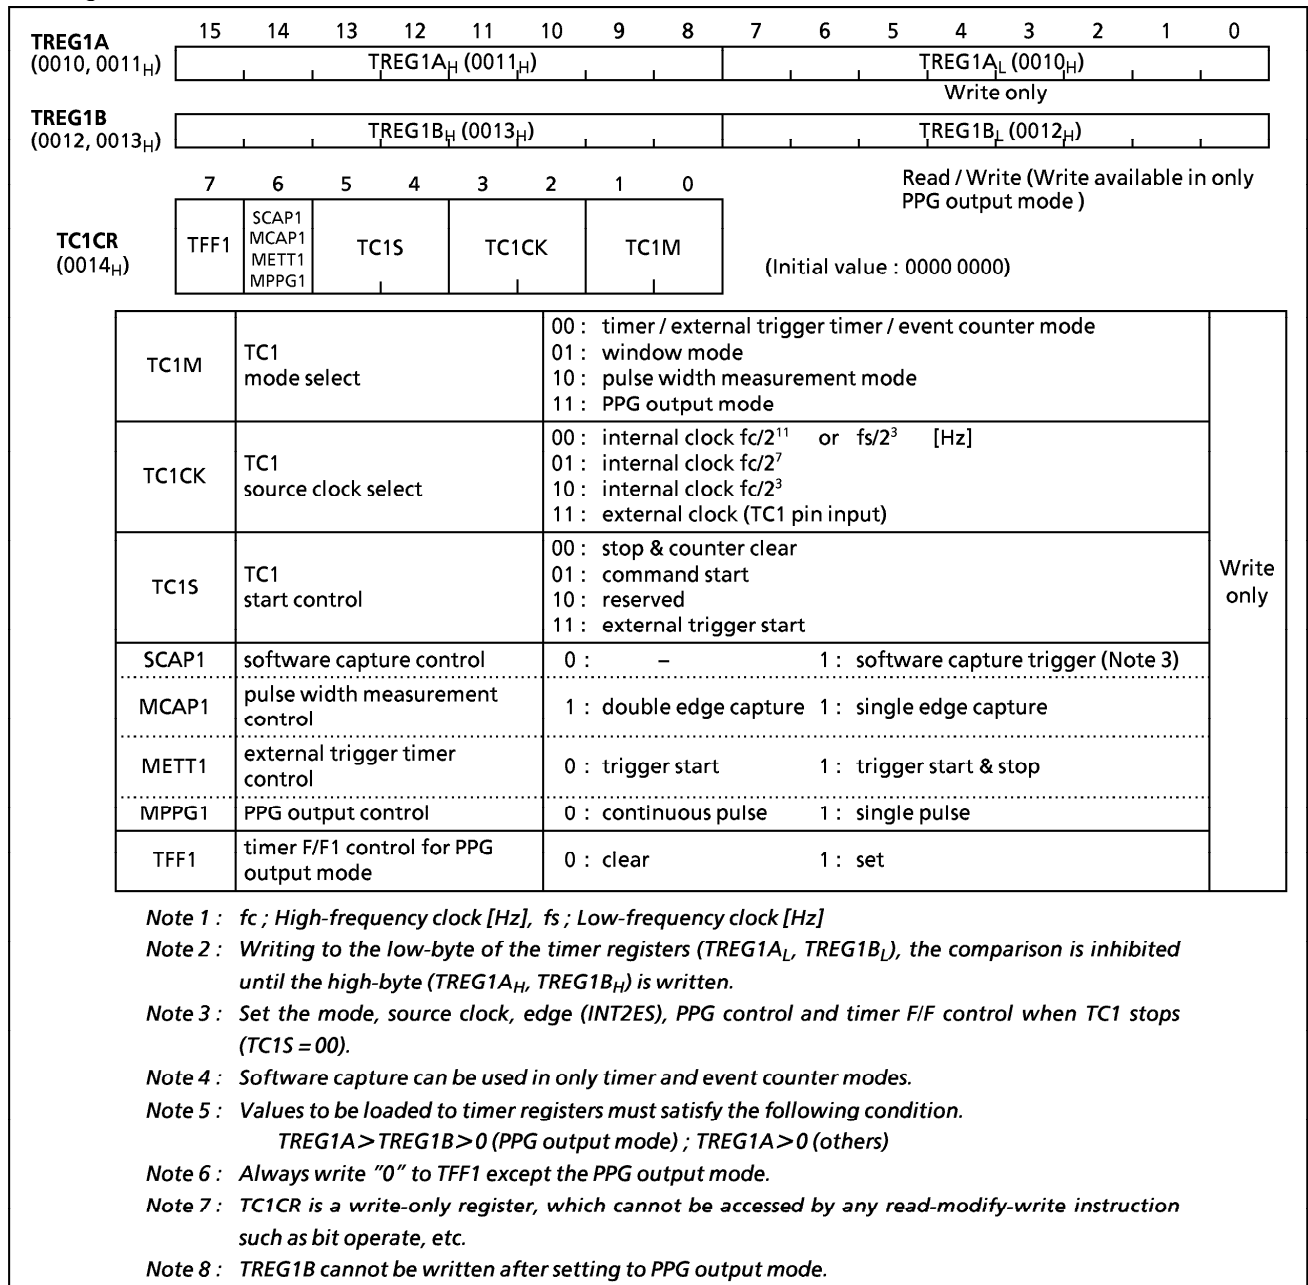 15 14 13 12 11 10 9 8 7 6 5 4 3 2 1 0
TREG1A
(0010, 0011H) TREG1AH (0011H) TREG1AL (0010H)
Write only
TREG1B
(0012, 0013H) TREG1BH (0013H) TREG1BL (0012H)
7 6 5 4 3 2 1 0 Read / Write (Write available in only
PPG output mode )
TC1CR
(0014H)
TFF1
SCAP1
MCAP1
METT1
MPPG1
TC1S TC1CK TC1M
(Initial value : 0000 0000)
TC1M
TC1
mode select
00 : timer / external trigger timer / event counter mode
01 : window mode
10 : pulse width measurement mode
11 : PPG output mode
TC1CK
TC1
source clock select
00 : internal clock fc/2¹¹ or fs/2³ [Hz]
01 : internal clock fc/2⁷
10 : internal clock fc/2³
11 : external clock (TC1 pin input)
TC1S
TC1
start control
00 : stop & counter clear
01 : command start
10 : reserved
11 : external trigger start
Write
only
SCAP1 software capture control 0 : – 1 : software capture trigger (Note 3)
MCAP1 pulse width measurement
control
1 : double edge capture 1 : single edge capture
METT1 external trigger timer
control
0 : trigger start 1 : trigger start & stop
MPPG1 PPG output control 0 : continuous pulse 1 : single pulse
TFF1 timer F/F1 control for PPG
output mode
0 : clear 1 : set
Note 1 : fc ; High-frequency clock [Hz], fs ; Low-frequency clock [Hz]
Note 2 : Writing to the low-byte of the timer registers (TREG1AL, TREG1BL), the comparison is inhibited
until the high-byte (TREG1AH, TREG1BH) is written.
Note 3 : Set the mode, source clock, edge (INT2ES), PPG control and timer F/F control when TC1 stops
(TC1S = 00).
Note 4 : Software capture can be used in only timer and event counter modes.
Note 5 : Values to be loaded to timer registers must satisfy the following condition.
TREG1A > TREG1B > 0 (PPG output mode) ; TREG1A > 0 (others)
Note 6 : Always write "0" to TFF1 except the PPG output mode.
Note 7 : TC1CR is a write-only register, which cannot be accessed by any read-modify-write instruction
such as bit operate, etc.
Note 8 : TREG1B cannot be written after setting to PPG output mode.